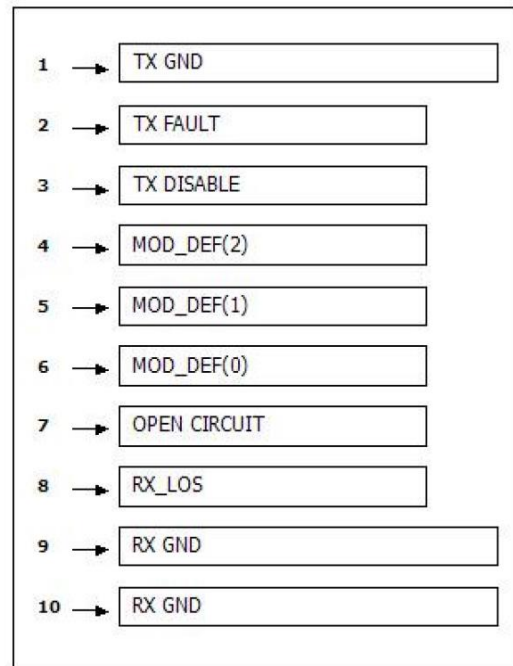 1 TX GND
2 TX FAULT
3 TX DISABLE
4 MOD_DEF(2)
5 MOD_DEF(1)
6 MOD_DEF(0)
7 OPEN CIRCUIT
8 RX_LOS
9 RX GND
10 RX GND